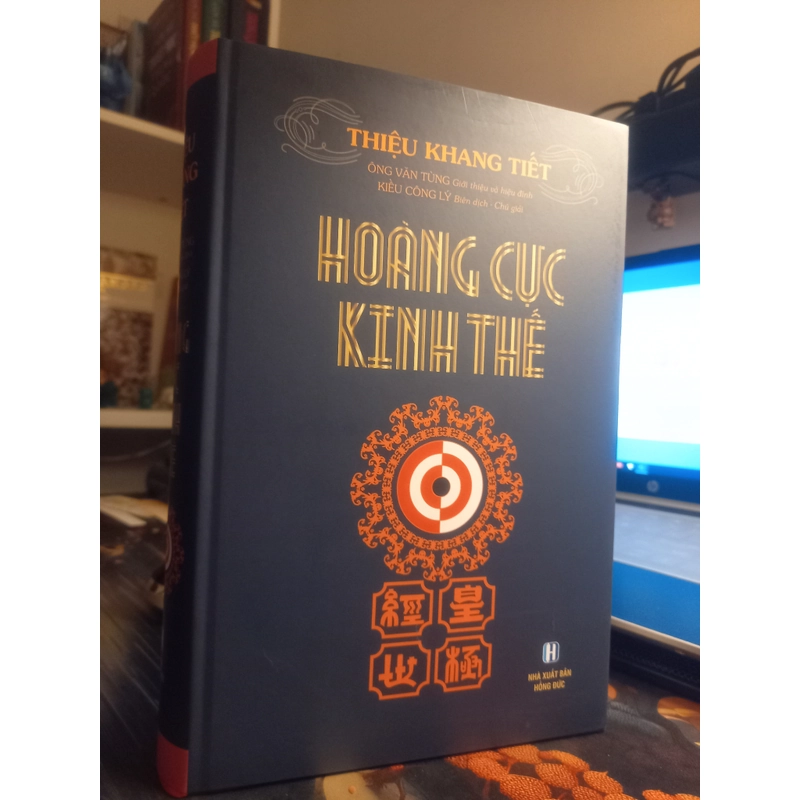 THIỆU KHANG TIẾT
ÔNG VĂN TÙNG Giới thiệu và hiệu đính
KIỀU CÔNG LÝ Biên dịch - Chú giải
HOÀNG CỰC
KINH THẾ
經 皇
世 極
H
NHÀ XUẤT BẢN
HỒNG ĐỨC
hp